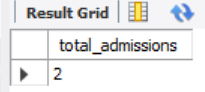 Result Grid
total_admissions
2